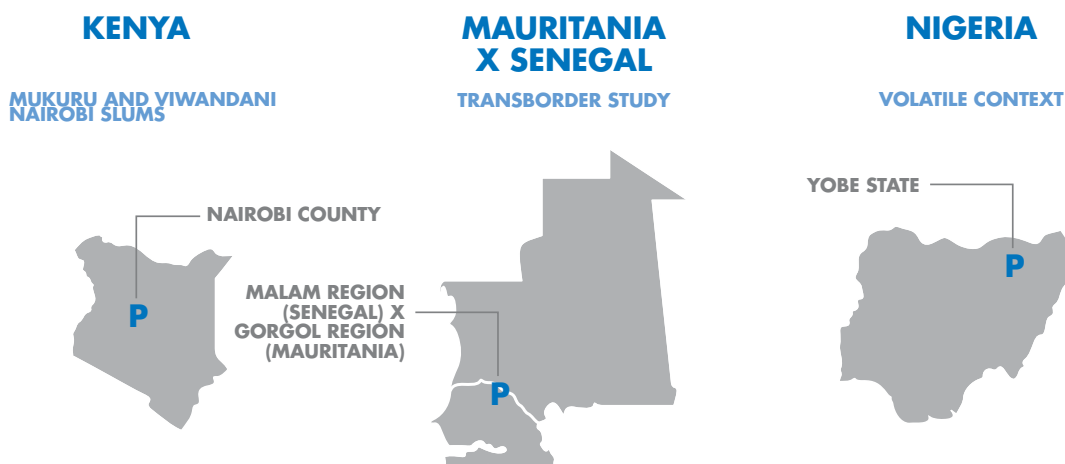 KENYA
MUKURU AND VIWANDANI
NAIROBI SLUMS
NAIROBI COUNTY
P
MAURITANIA
X SENEGAL
TRANSBORDER STUDY
MALAM REGION
(SENEGAL) X
GORGOL REGION
(MAURITANIA)
P
NIGERIA
VOLATILE CONTEXT
YOBE STATE
P